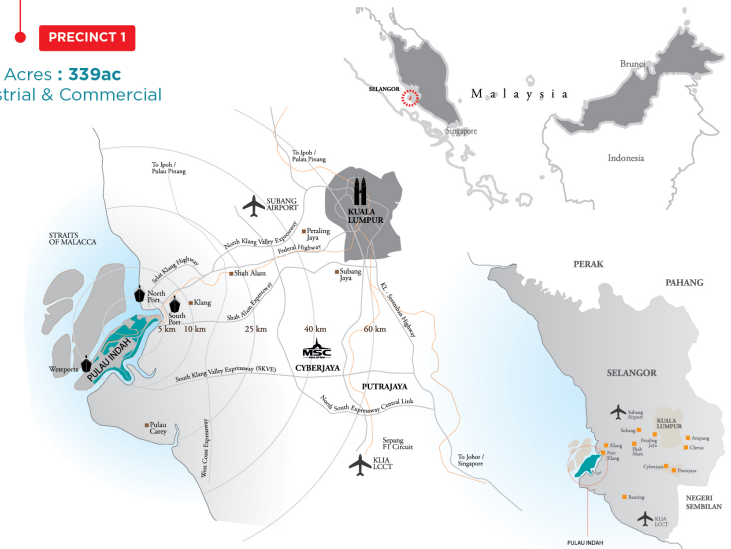 PRECINCT 1
Acres : 339ac
strial & Commercial
SELANGOR
Malaysia
Brunei
Singapore
Indonesia
To Ipoh /
Pulau Pinang
To Ipoh /
Pulau Pinang
SUBANG
AIRPORT
KUALA
LUMPUR
STRAITS
OF MALACCA
North Klang Valley Expressway
Petaling
Jaya
Federal Highway
Selat Klang Highway
Shah Alam
Subang
Jaya
North
Port
Klang
South
Port
Shah Alam Expressway
KL - Seremban Highway
5 km
10 km
25 km
40 km
60 km
PULAU INDAH
Westports
MSC
CYBERJAYA
South Klang Valley Expressway (SKVE)
PUTRAJAYA
North South Expressway Central Link
Pulau
Carey
West Coast Expressway
Sepang
F1 Circuit
KLIA
LCCT
To Johor /
Singapore
PERAK
PAHANG
SELANGOR
Subang
Airport
KUALA
LUMPUR
Subang
Petaling
Jaya
Ampang
Klang
Port
Klang
Shah
Alam
Cheras
Cyberjaya
Putrajaya
Banting
NEGERI
SEMBILAN
KLIA
LCCT
PULAU INDAH